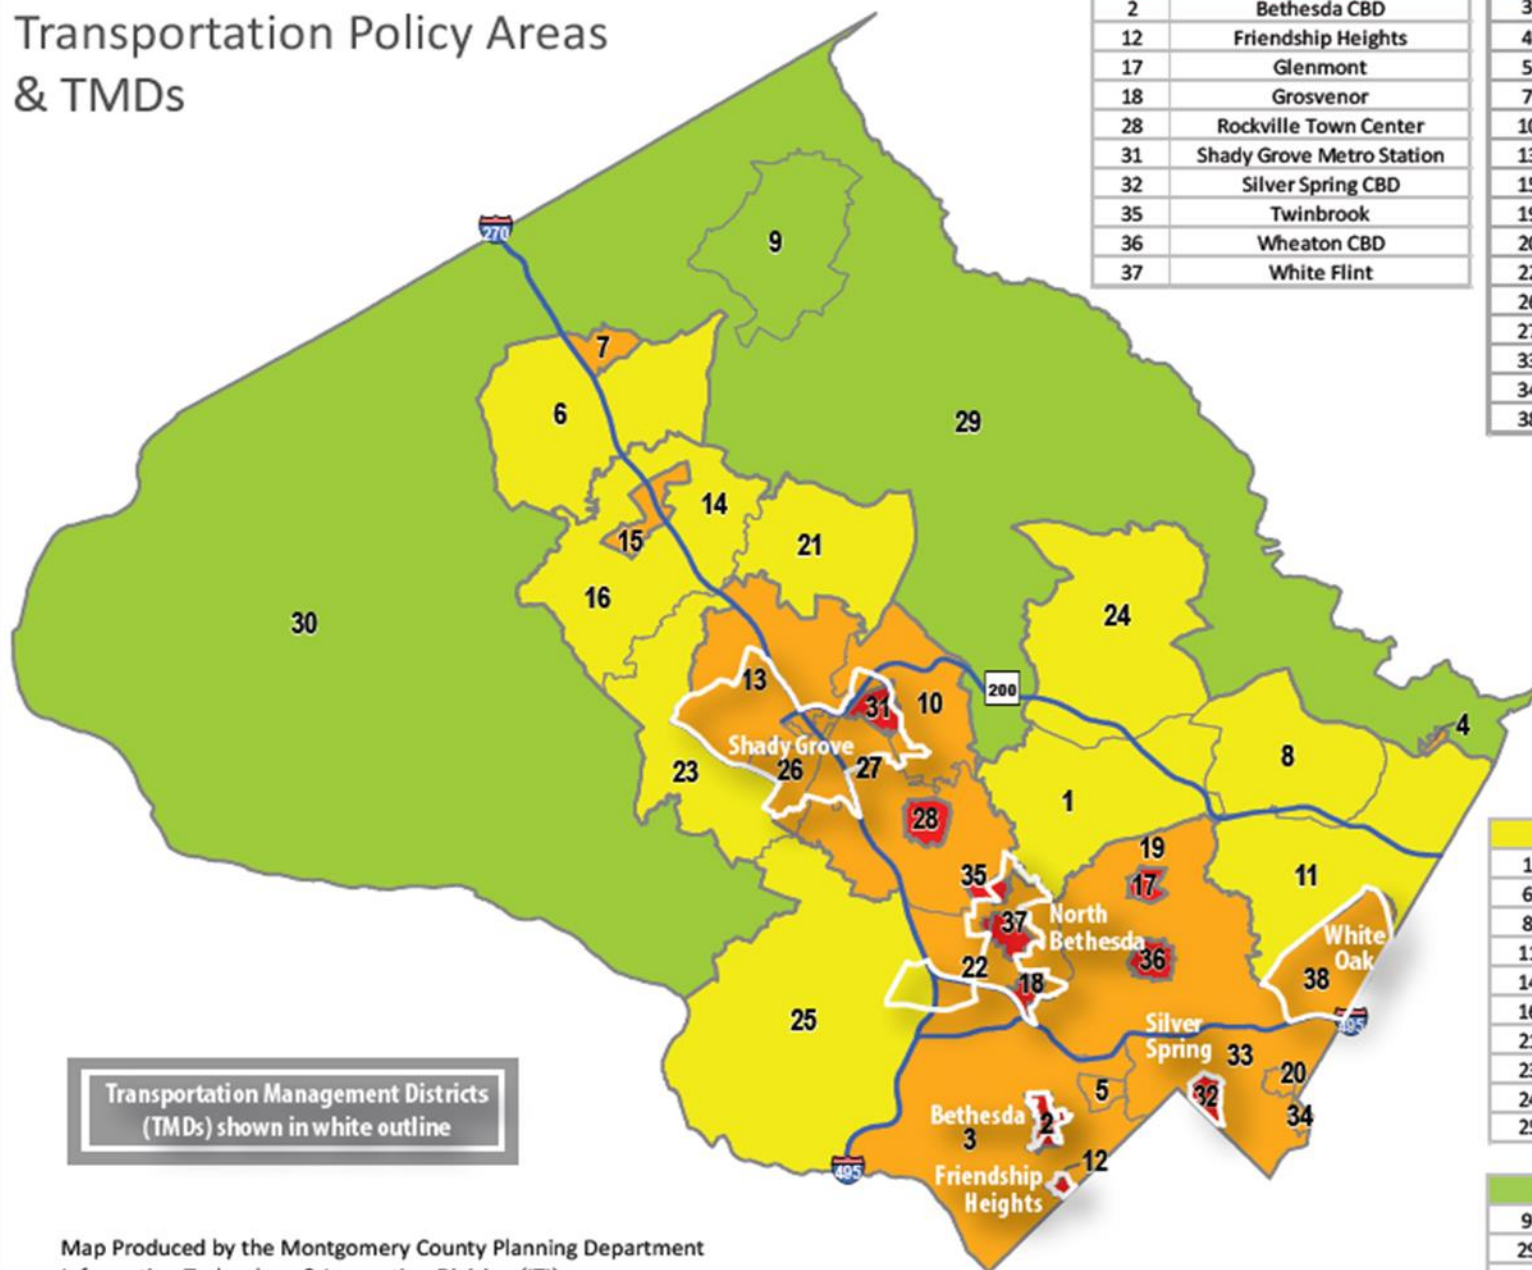 Transportation Policy Areas
& TMDs
2 Bethesda CBD
12 Friendship Heights
17 Glenmont
18 Grosvenor
28 Rockville Town Center
31 Shady Grove Metro Station
32 Silver Spring CBD
35 Twinbrook
36 Wheaton CBD
37 White Flint
270
9
7
6
29
14
15
21
16
24
30
13
200
31
10
4
Shady Grove
8
23
26
27
1
28
19
35
17
11
37
North
Bethesda
White
Oak
36
22
18
38
25
495
Silver
Spring
33
20
5
32
34
Bethesda
2
3
12
495
Friendship
Heights
Transportation Management Districts
(TMDs) shown in white outline
Map Produced by the Montgomery County Planning Department